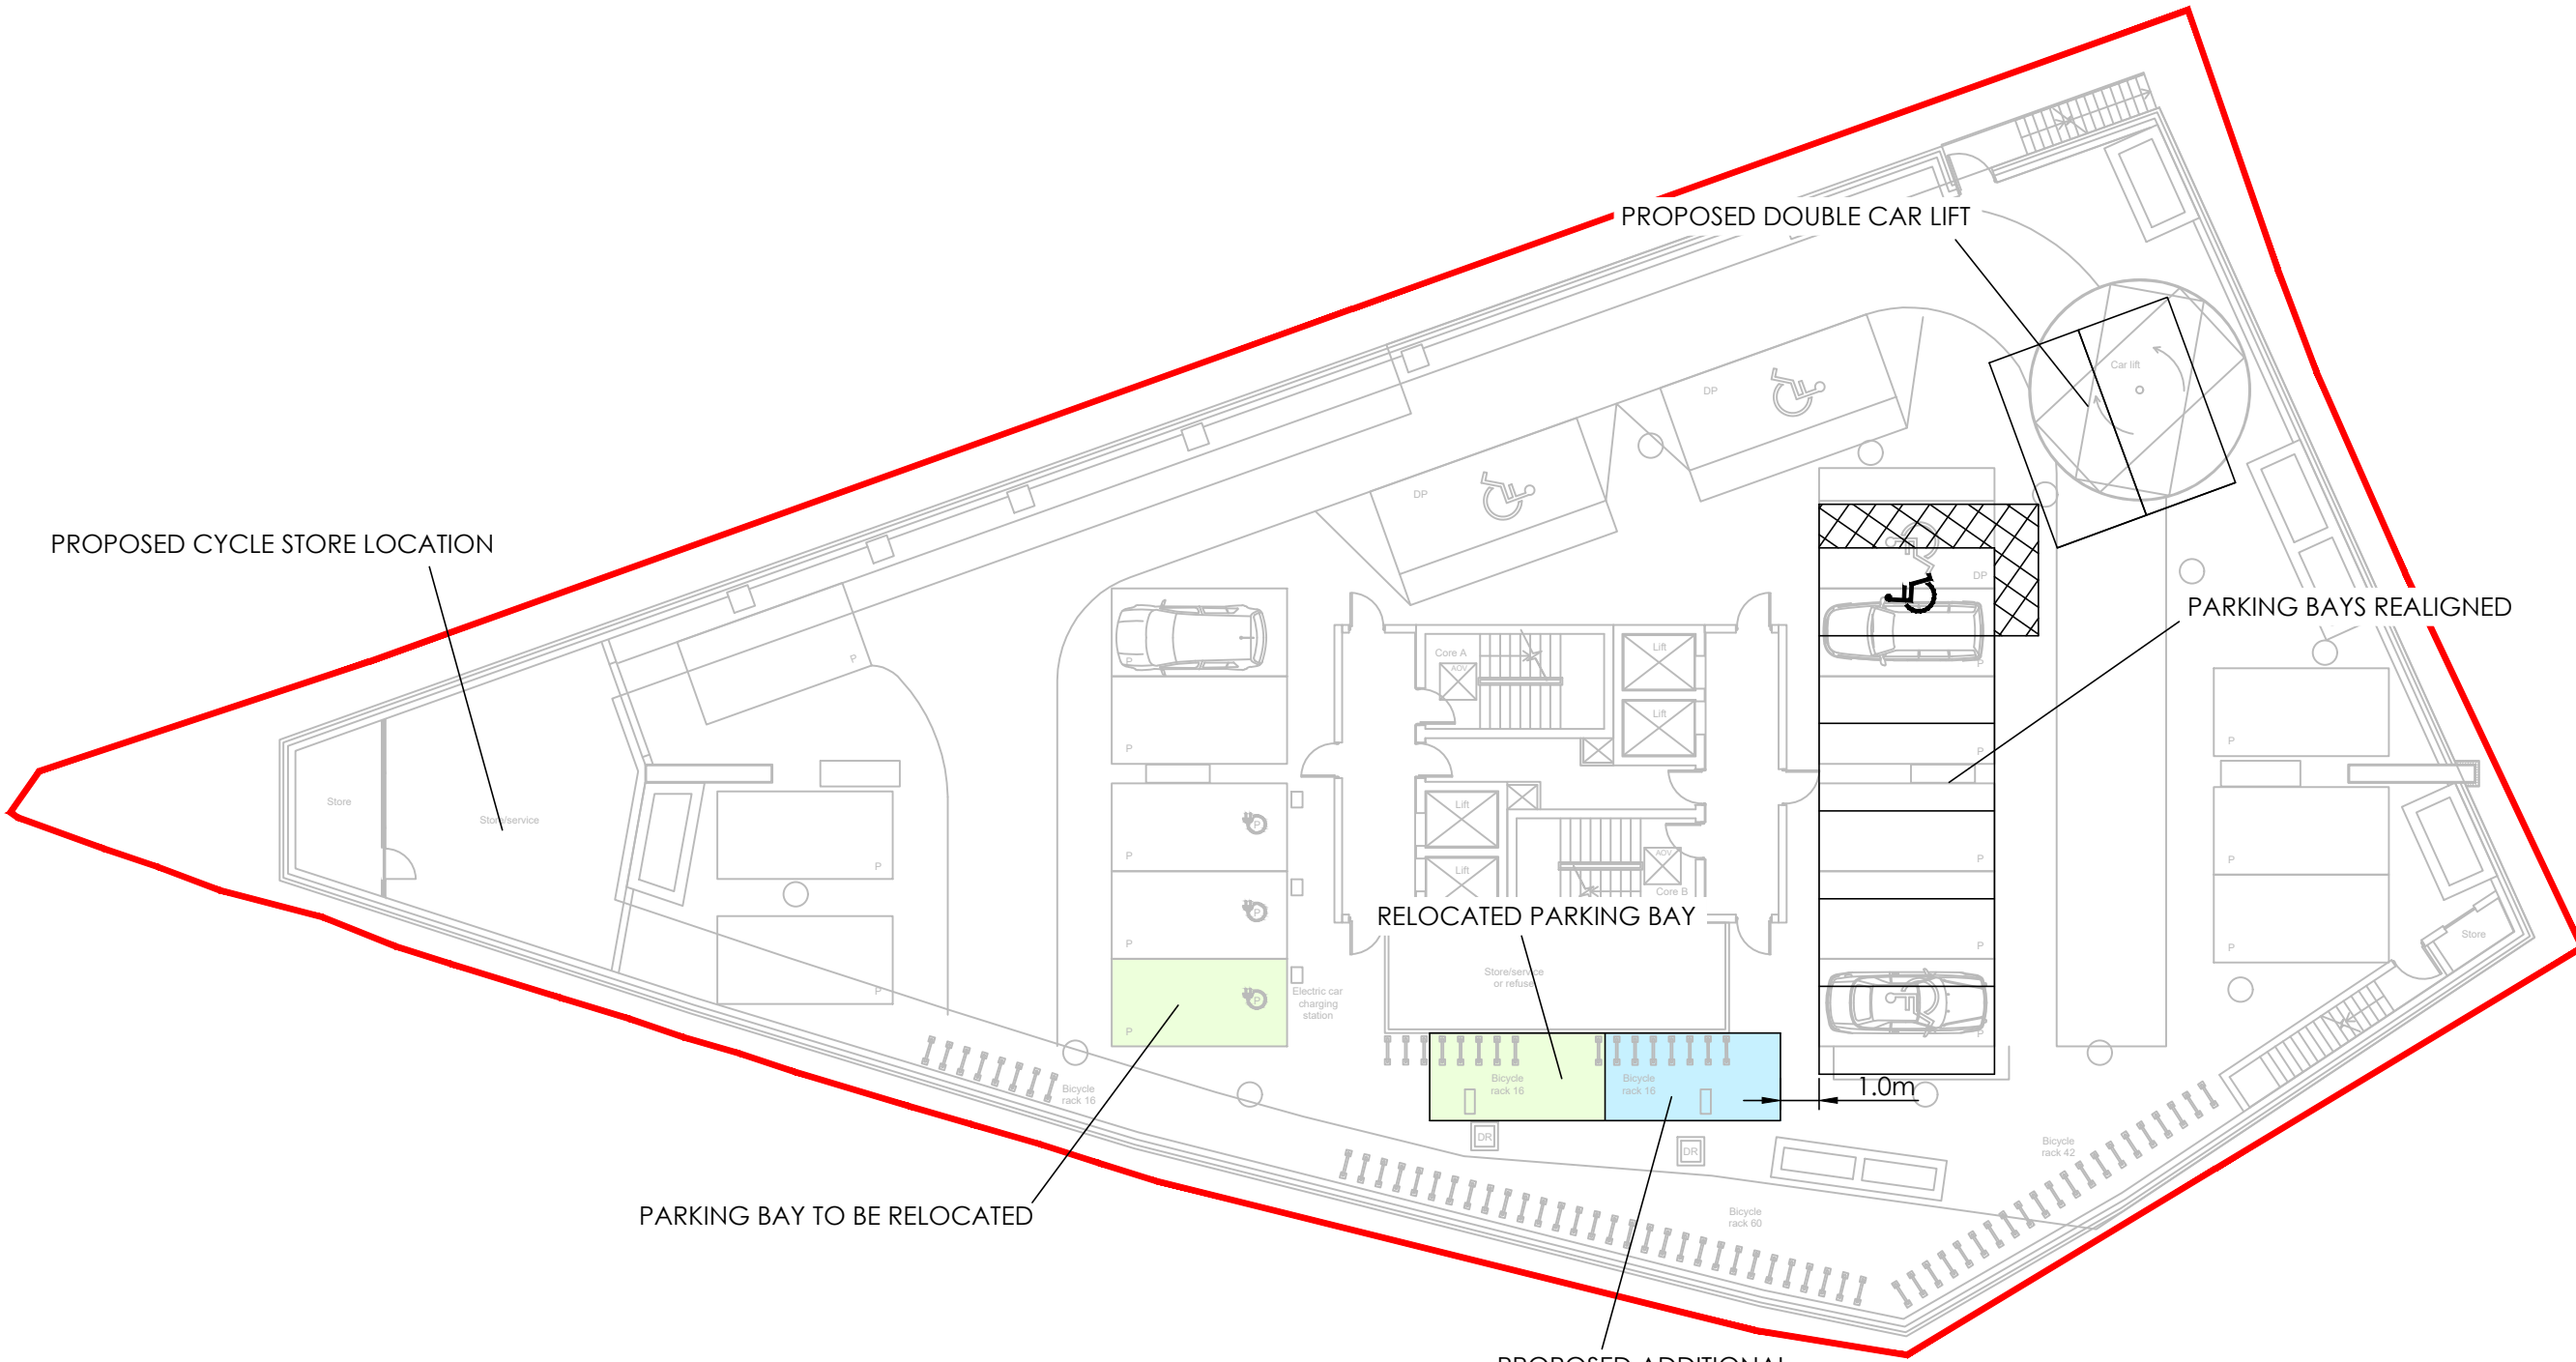 PROPOSED DOUBLE CAR LIFT
Car lift
DP
DP
PROPOSED CYCLE STORE LOCATION
DP
PARKING BAYS REALIGNED
P
P
P
Core A
AOV
Lift
Lift
P
P
P
P
Store
Store/service
Lift
Lift
AOV
Core B
P
P
P
P
P
P
P
P
P
P
RELOCATED PARKING BAY
Store
Store/service
or refuse
Electric car
charging
station
P
P
P
P
Bicycle
rack 16
Bicycle
rack 16
Bicycle
rack 16
1.0m
DR
DR
Bicycle
rack 42
PARKING BAY TO BE RELOCATED
Bicycle
rack 60
PROPOSED ADDITIONAL